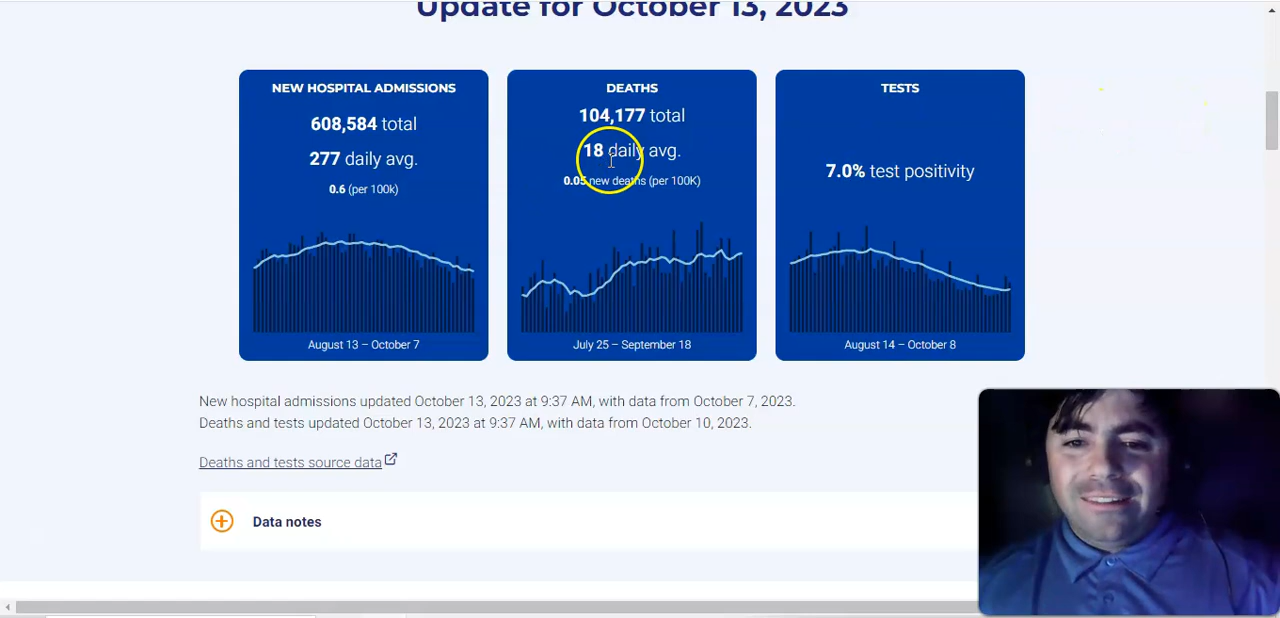 Update for October 13, 2023
NEW HOSPITAL ADMISSIONS
608,584 total
277 daily avg.
0.6 (per 100k)
August 13 – October 7
DEATHS
104,177 total
18 daily avg.
0.05 new deaths (per 100K)
July 25 – September 18
TESTS
7.0% test positivity
August 14 – October 8
New hospital admissions updated October 13, 2023 at 9:37 AM, with data from October 7, 2023.
Deaths and tests updated October 13, 2023 at 9:37 AM, with data from October 10, 2023.
Deaths and tests source data
Data notes